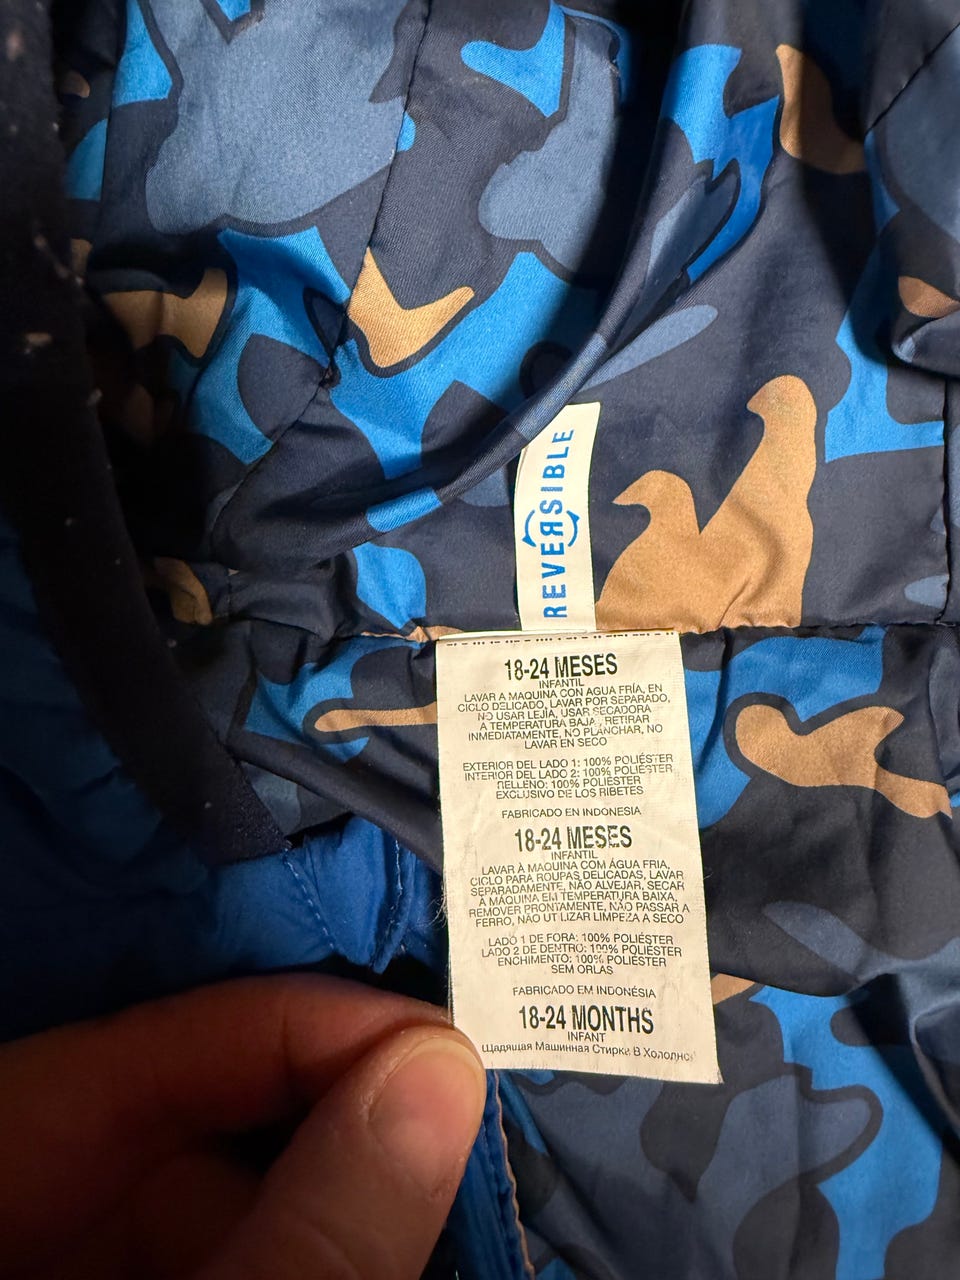 REVERSIBLE
18-24 MESES
INFANTIL
LAVAR A MAQUINA CON AGUA FRÍA, EN
CICLO DELICADO, LAVAR POR SEPARADO,
NO USAR LEJÍA, USAR SECADORA
A TEMPERATURA BAJA, RETIRAR
INMEDIATAMENTE, NO PLANCHAR, NO
LAVAR EN SECO
EXTERIOR DEL LADO 1: 100% POLIÉSTER
INTERIOR DEL LADO 2: 100% POLIÉSTER
RELLENO: 100% POLIÉSTER
EXCLUSIVO DE LOS RIBETES
FABRICADO EN INDONESIA
18-24 MESES
INFANTIL
LAVAR À MAQUINA COM ÁGUA FRIA,
CICLO PARA ROUPAS DELICADAS, LAVAR
SEPARADAMENTE, NÃO ALVEJAR, SECAR
À MÁQUINA EM TEMPERATURA BAIXA,
REMOVER PRONTAMENTE, NÃO PASSAR A
FERRO, NÃO UTILIZAR LIMPEZA A SECO
LADO 1 DE FORA: 100% POLIÉSTER
LADO 2 DE DENTRO: 100% POLIÉSTER
ENCHIMENTO: 100% POLIÉSTER
SEM ORLAS
FABRICADO EM INDONÉSIA
18-24 MONTHS
INFANT
Щадящая Машинная Стирка В